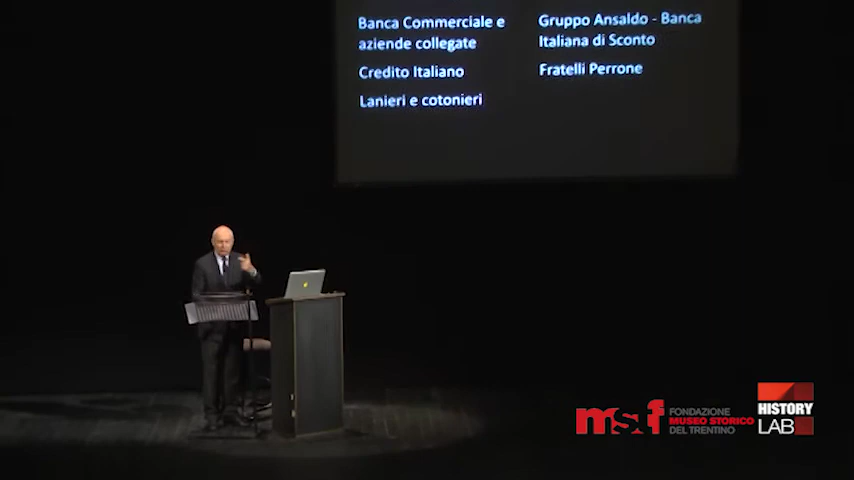 Banca Commerciale e
aziende collegate
Credito Italiano
Lanieri e cotonieri
Gruppo Ansaldo - Banca
Italiana di Sconto
Fratelli Perrone
msf
FONDAZIONE
MUSEO STORICO
DEL TRENTINO
HISTORY
LAB